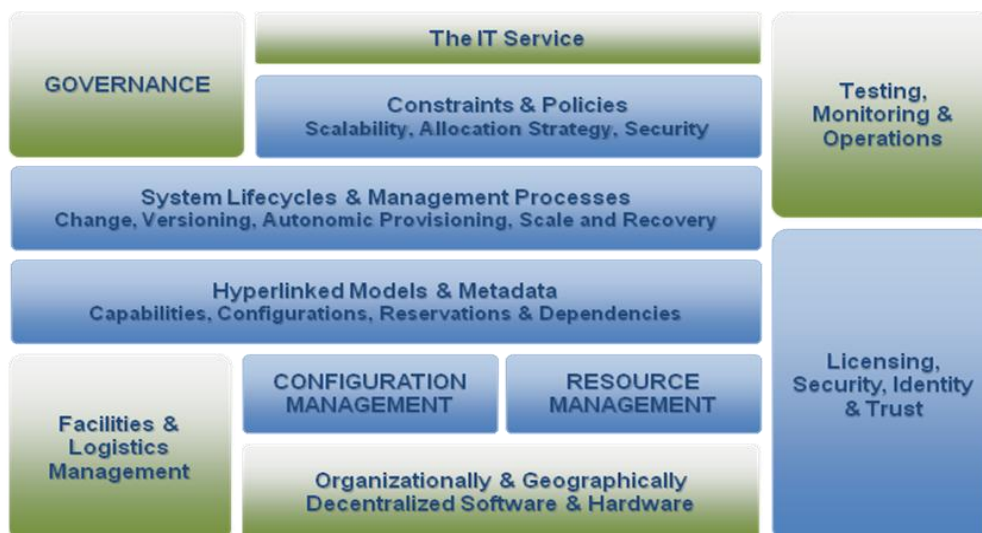 GOVERNANCE
The IT Service
Constraints & Policies
Scalability, Allocation Strategy, Security
Testing,
Monitoring &
Operations
System Lifecycles & Management Processes
Change, Versioning, Autonomic Provisioning, Scale and Recovery
Hyperlinked Models & Metadata
Capabilities, Configurations, Reservations & Dependencies
Licensing,
Security, Identity
& Trust
Facilities &
Logistics
Management
CONFIGURATION
MANAGEMENT
RESOURCE
MANAGEMENT
Organizationally & Geographically
Decentralized Software & Hardware